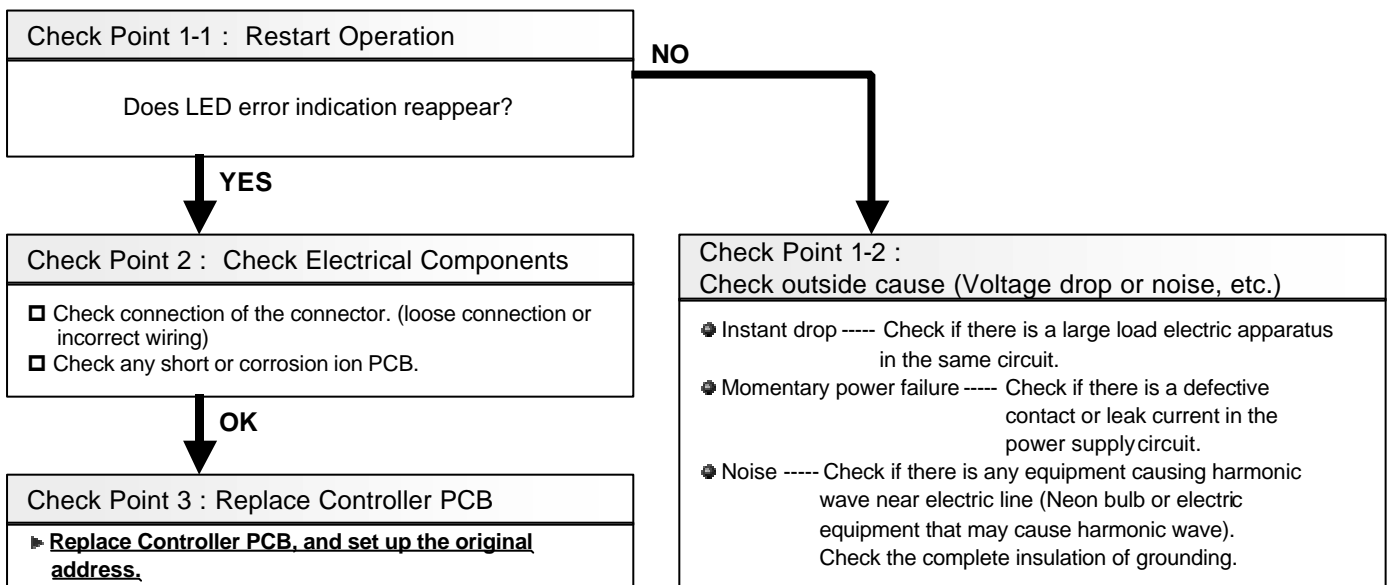 Check Point 1-1 : Restart Operation
Does LED error indication reappear?
NO
YES
Check Point 2 : Check Electrical Components
Check connection of the connector. (loose connection or
incorrect wiring)
Check any short or corrosion ion PCB.
OK
Check Point 3 : Replace Controller PCB
Replace Controller PCB, and set up the original
address.
Check Point 1-2 :
Check outside cause (Voltage drop or noise, etc.)
Instant drop ----- Check if there is a large load electric apparatus
in the same circuit.
Momentary power failure ----- Check if there is a defective
contact or leak current in the
power supplycircuit.
Noise ----- Check if there is any equipment causing harmonic
wave near electric line (Neon bulb or electric
equipment that may cause harmonic wave).
Check the complete insulation of grounding.